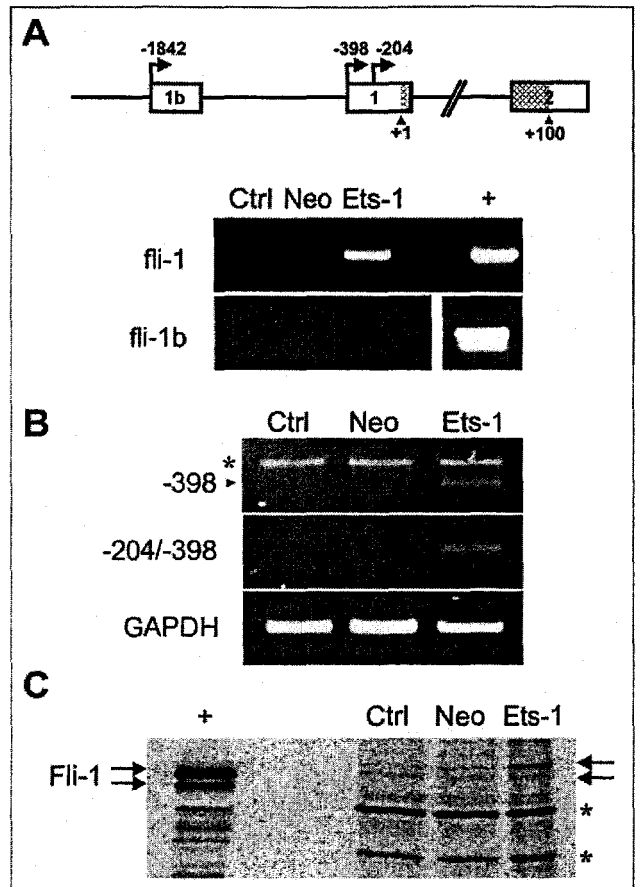 A
-1842
-398 -204
1b 1 2
+1
+100
Ctrl Neo Ets-1 +
fli-1
fli-1b
B
Ctrl Neo Ets-1
*
-398
-204/-398
GAPDH
C
+ Ctrl Neo Ets-1
Fli-1
*
*